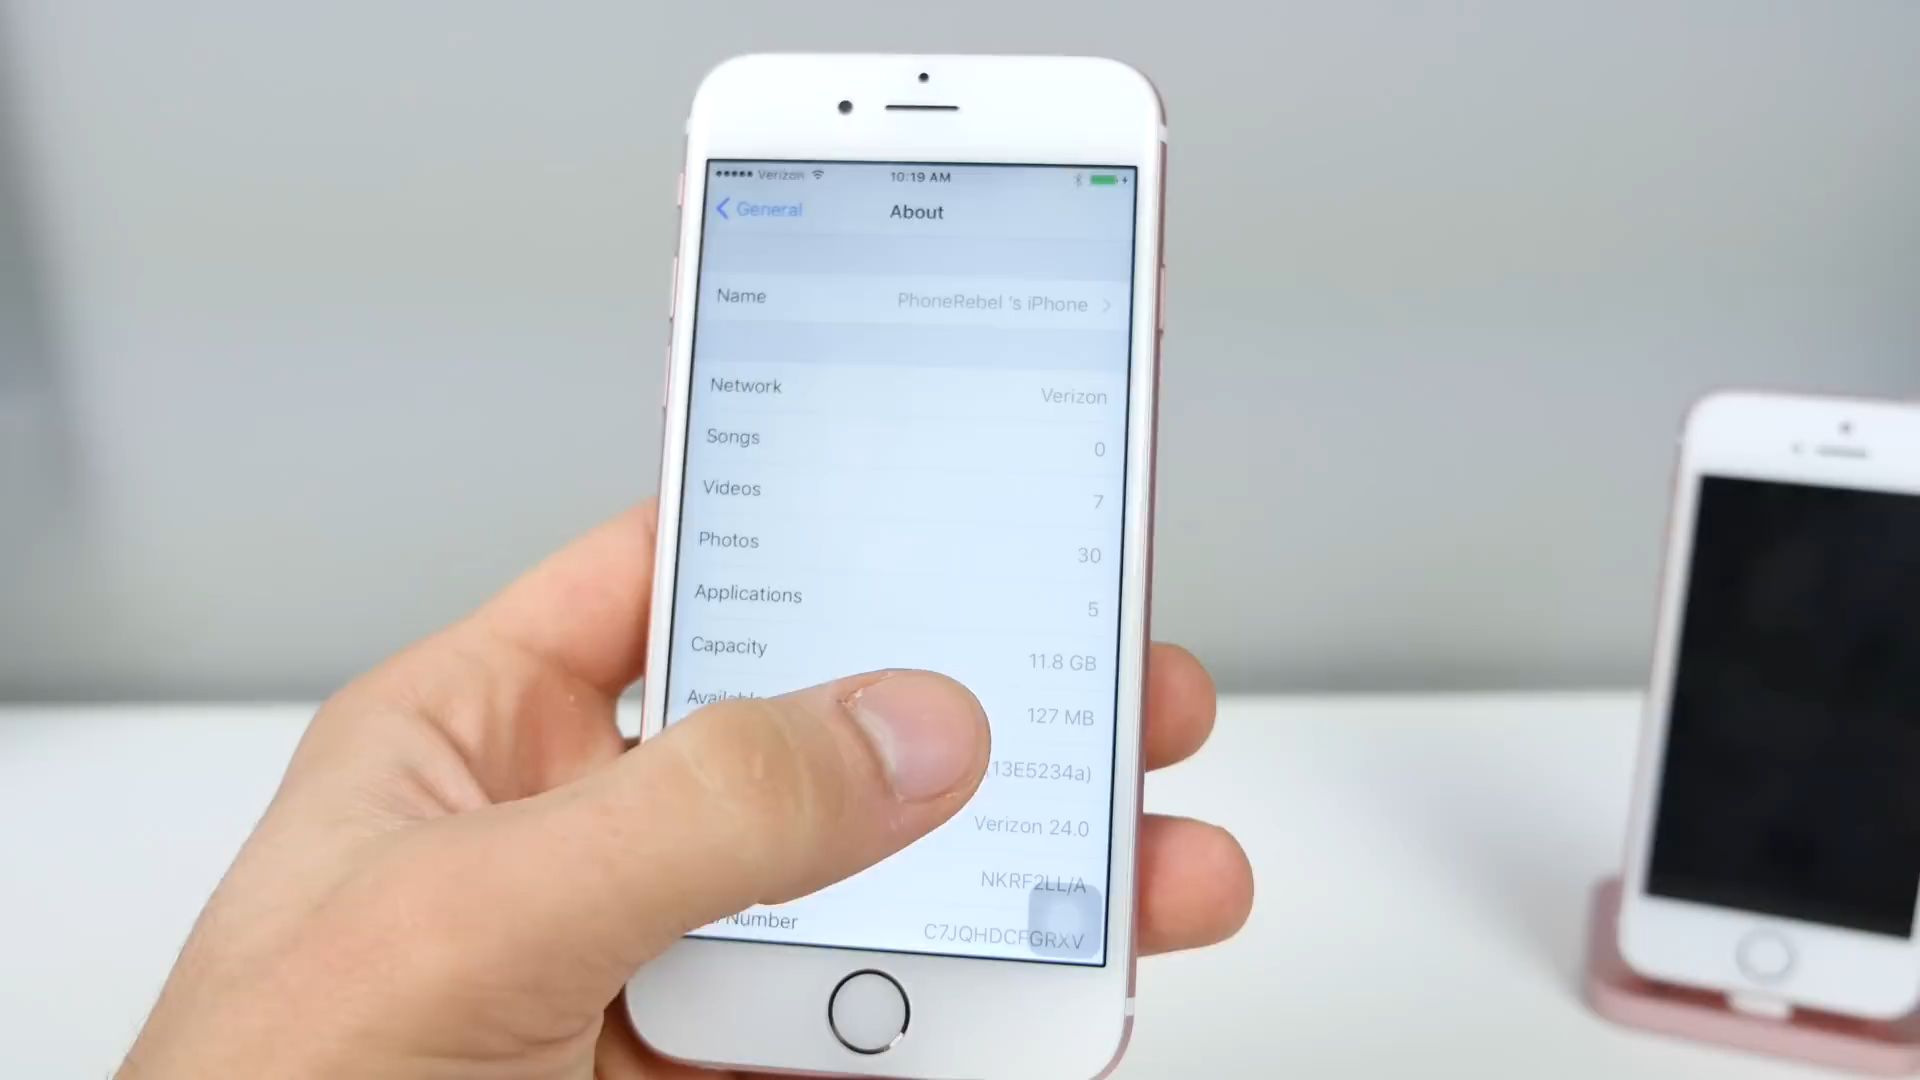 Verizon 10:19 AM
General About
Name PhoneRebel 's iPhone
Network Verizon
Songs 0
Videos 7
Photos 30
Applications 5
Capacity 11.8 GB
Available 127 MB
(13E5234a)
Verizon 24.0
NKRF2LL/A
Number C7JQHDCFGRXV